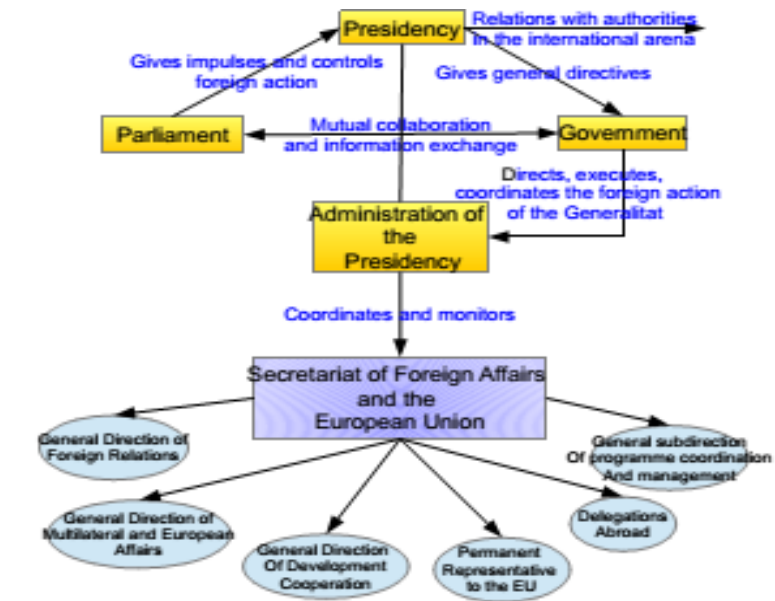 Presidency
Relations with authorities
in the international arena
Gives impulses and controls
foreign action
Gives general directives
Parliament
Mutual collaboration
and information exchange
Government
Directs, executes,
coordinates the foreign action
of the Generalitat
Administration of
the
Presidency
Coordinates and monitors
Secretariat of Foreign Affairs
and the
European Union
General Direction of
Foreign Relations
General subdirection
Of programme coordination
And management
General Direction of
Multilateral and European
Affairs
Delegations
Abroad
General Direction
Of Development
Cooperation
Permanent
Representative
to the EU